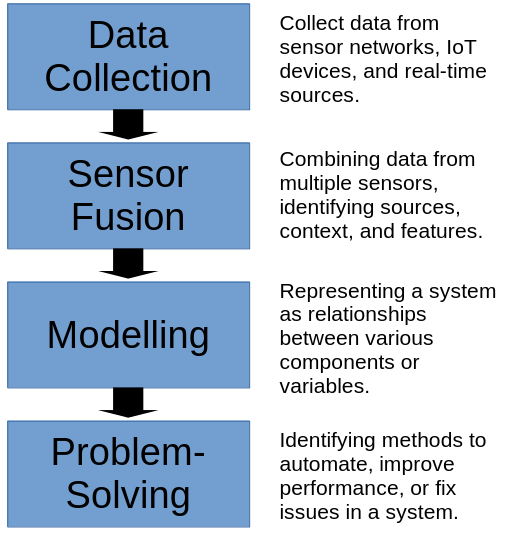 Data
Collection
Collect data from
sensor networks, IoT
devices, and real-time
sources.
Sensor
Fusion
Combining data from
multiple sensors,
identifying sources,
context, and features.
Modelling
Representing a system
as relationships
between various
components or
variables.
Problem-
Solving
Identifying methods to
automate, improve
performance, or fix
issues in a system.